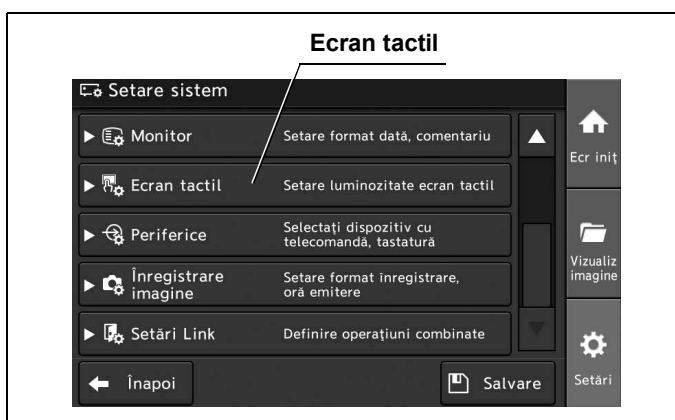 Ecran tactil
Setare sistem
Monitor
Setare format dată, comentariu
Ecran tactil
Setare luminozitate ecran tactil
Periferice
Selectați dispozitiv cu
telecomandă, tastatură
Înregistrare
imagine
Setare format înregistrare,
oră emitere
Setări Link
Definire operațiuni combinate
Înapoi
Salvare
Ecr iniț
Vizualiz
imagine
Setări